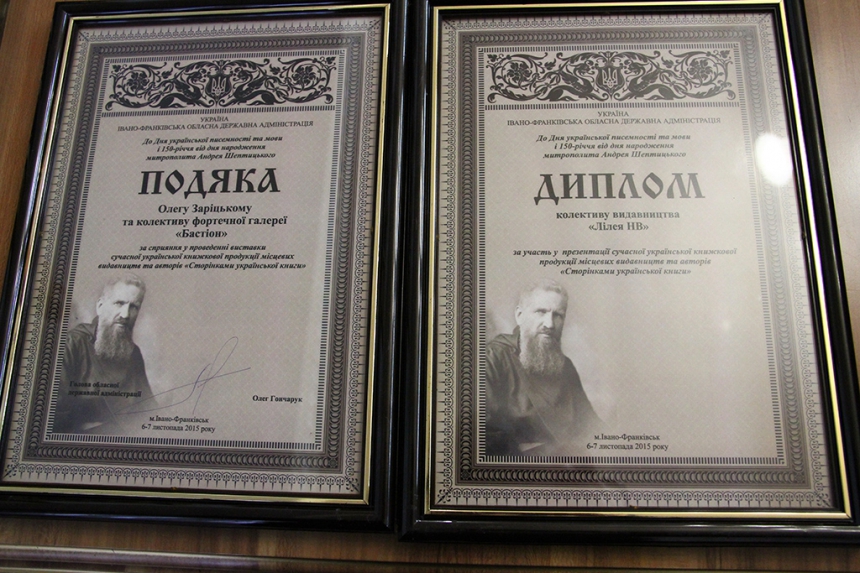 УКРАЇНА
ІВАНО-ФРАНКІВСЬКА ОБЛАСНА ДЕРЖАВНА АДМІНІСТРАЦІЯ
До Дня української писемності та мови
і 150-річчя від дня народження
митрополита Андрея Шептицького
ПОДЯКА
Олегу Заріцькому
та колективу фортечної галереї
«Бастіон»
за сприяння у проведенні виставки
сучасної української книжкової продукції місцевих
видавництв та авторів «Сторінками української книги»
Голова обласної
державної адміністрації
Олег Гончарук
м.Івано-Франківськ
6-7 листопада 2015 року
УКРАЇНА
ІВАНО-ФРАНКІВСЬКА ОБЛАСНА ДЕРЖАВНА АДМІНІСТРАЦІЯ
До Дня української писемності та мови
і 150-річчя від дня народження
митрополита Андрея Шептицького
ДИПЛОМ
колективу видавництва
«Лілея НВ»
за участь у презентації сучасної української книжкової
продукції місцевих видавництв та авторів
«Сторінками української книги»
м.Івано-Франківськ
6-7 листопада 2015 року